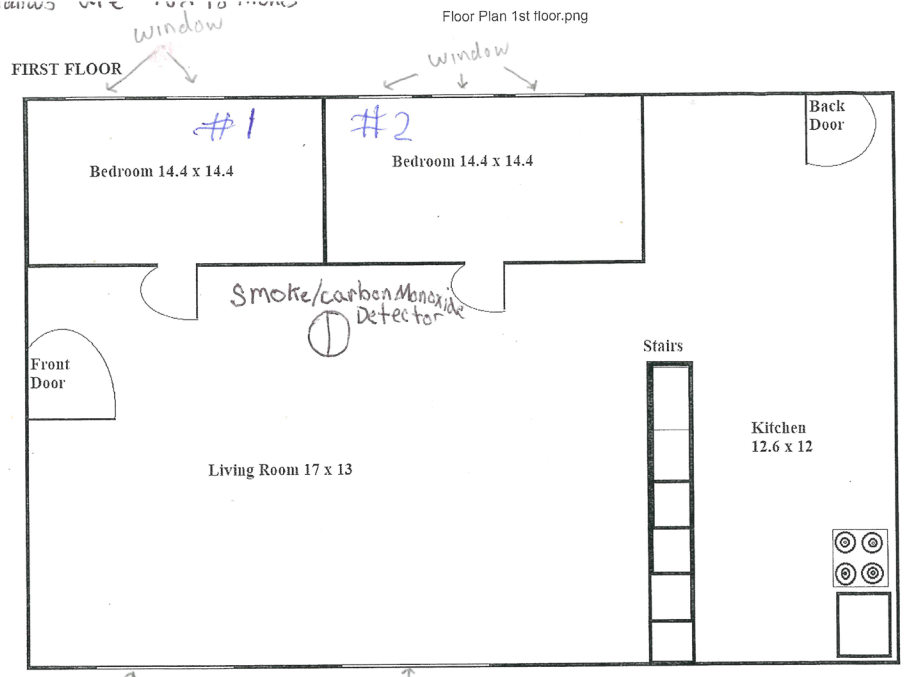 Floor Plan 1st floor.png
window
window
FIRST FLOOR
Back
Door
#1
#2
Bedroom 14.4 x 14.4
Bedroom 14.4 x 14.4
Smoke/carbon Monoxide
Detector
Stairs
Front
Door
Kitchen
12.6 x 12
Living Room 17 x 13